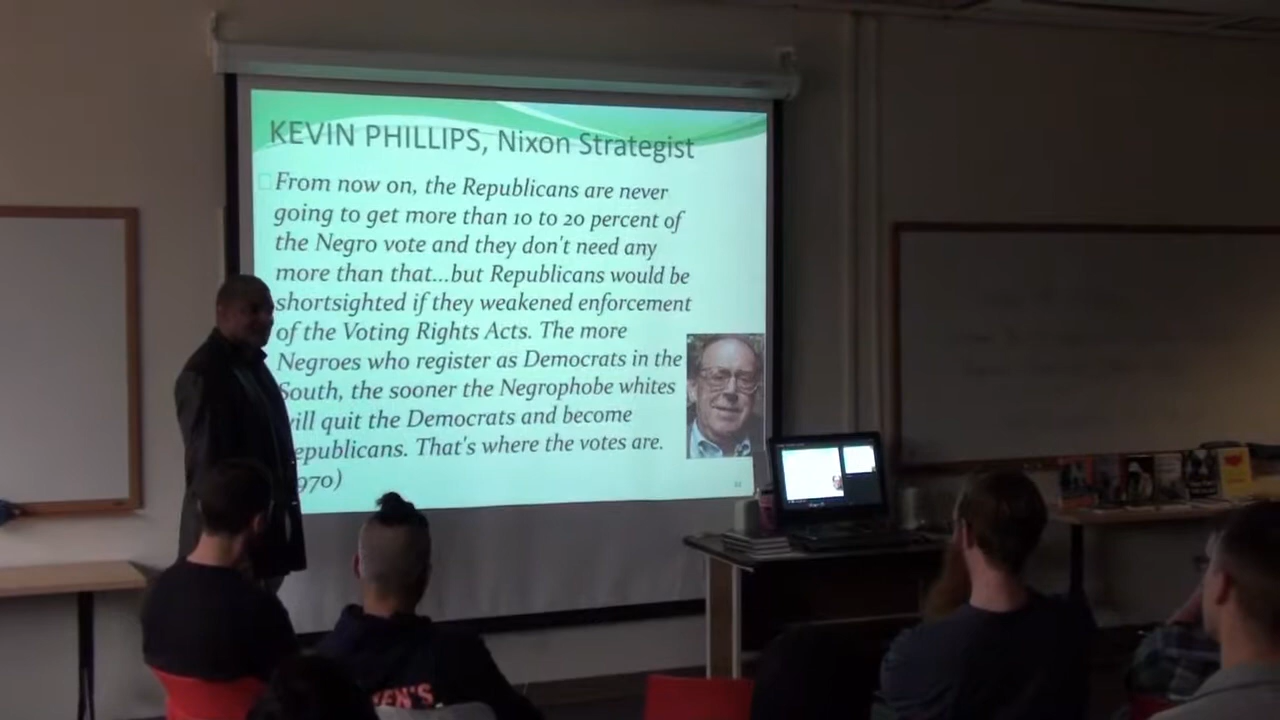 KEVIN PHILLIPS, Nixon Strategist
From now on, the Republicans are never
going to get more than 10 to 20 percent of
the Negro vote and they don't need any
more than that...but Republicans would be
shortsighted if they weakened enforcement
of the Voting Rights Acts. The more
Negroes who register as Democrats in the
South, the sooner the Negrophobe whites
will quit the Democrats and become
epublicans. That's where the votes are.
970)
EN'S